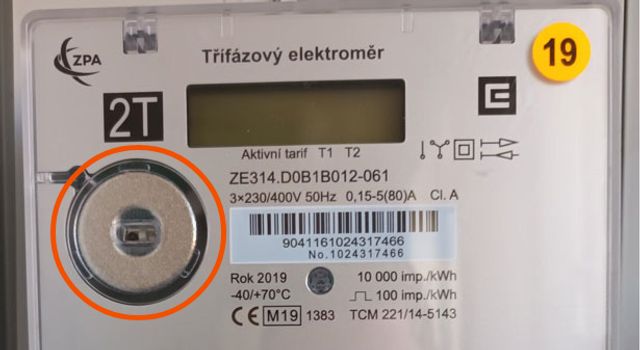 ZPA
Třífázový elektroměr
19
2T
Aktivní tarif T1 T2
ZE314.D0B1B012-061
3×230/400V 50Hz 0,15-5(80)A Cl. A
9041161024317466
No.1024317466
Rok 2019 10 000 imp./kWh
-40/+70°C 100 imp./kWh
CE M19 1383 TCM 221/14-5143